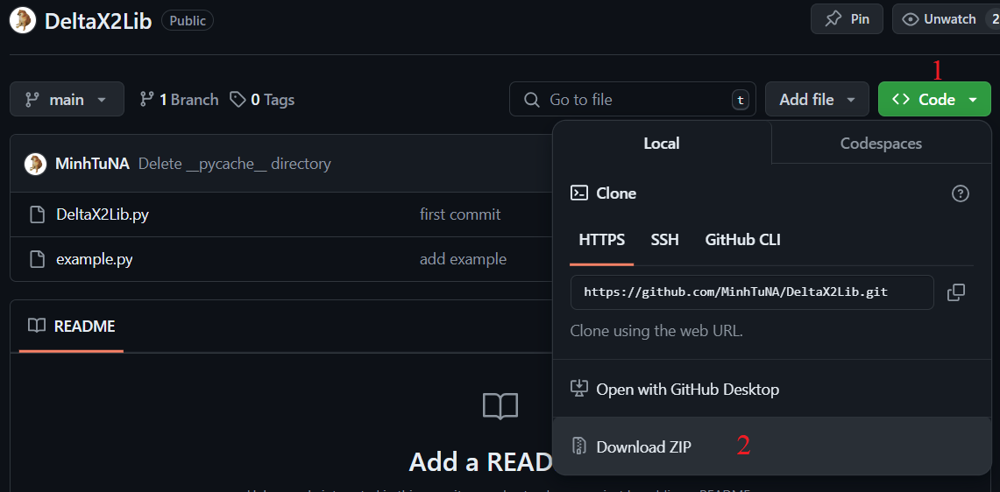 DeltaX2Lib Public Pin Unwatch 2
1
main 1 Branch 0 Tags Go to file t Add file Code
Local Codespaces
MinhTuNA Delete __pycache__ directory
Clone
DeltaX2Lib.py first commit
HTTPS SSH GitHub CLI
example.py add example
https://github.com/MinhTuNA/DeltaX2Lib.git
README
Clone using the web URL.
Open with GitHub Desktop
Download ZIP 2
Add a READ